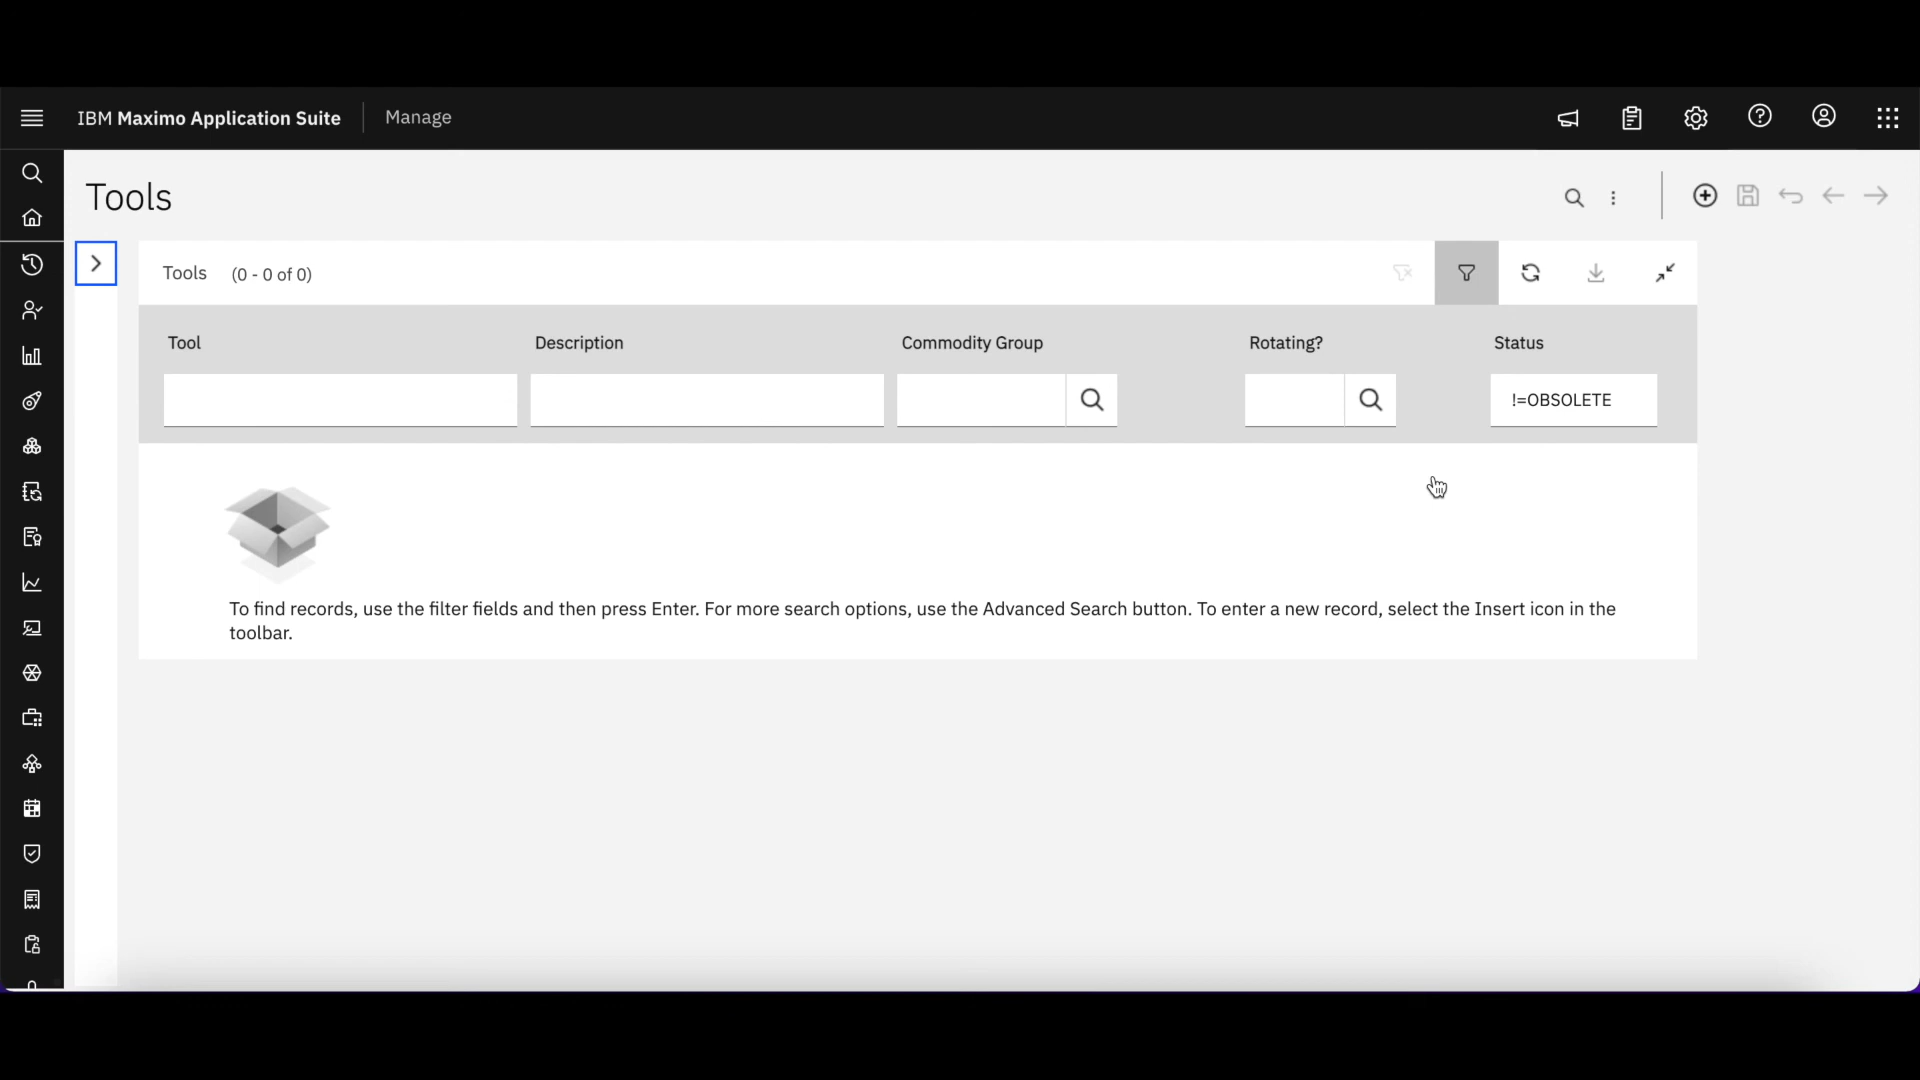 IBM Maximo Application Suite Manage
Tools
Tools (0 - 0 of 0)
Tool Description Commodity Group Rotating? Status
!=OBSOLETE
To find records, use the filter fields and then press Enter. For more search options, use the Advanced Search button. To enter a new record, select the Insert icon in the
toolbar.